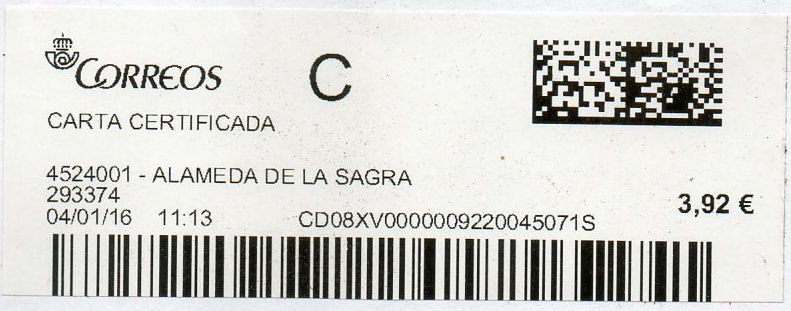 CORREOS
C
CARTA CERTIFICADA
4524001 - ALAMEDA DE LA SAGRA
293374
3,92 €
04/01/16 11:13 CD08XV0000009220045071S